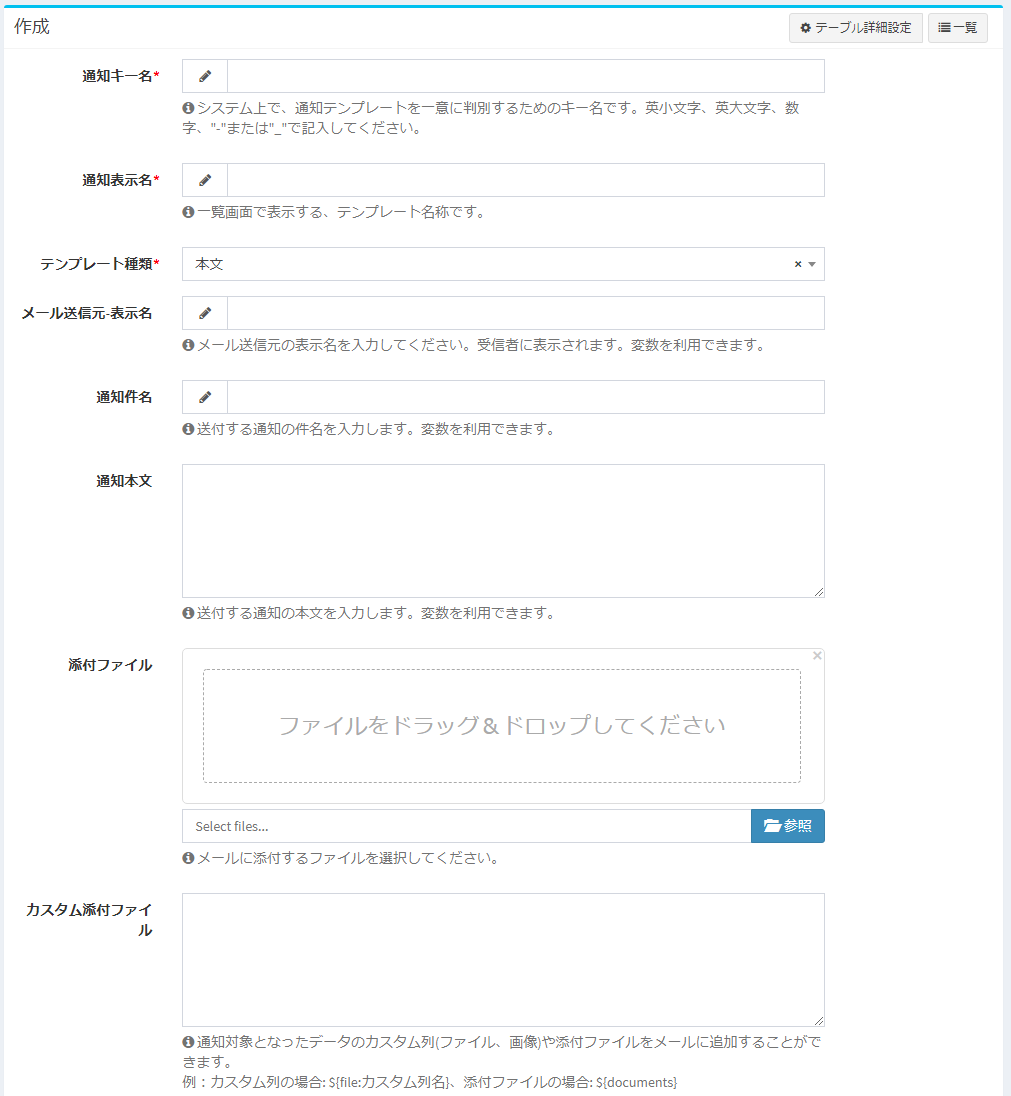 作成
テーブル詳細設定
一覧
通知キー名*
システム上で、通知テンプレートを一意に判別するためのキー名です。英小文字、英大文字、数
字、"-"または"_"で記入してください。
通知表示名*
一覧画面で表示する、テンプレート名称です。
テンプレート種類*
本文
×
メール送信元-表示名
メール送信元の表示名を入力してください。受信者に表示されます。変数を利用できます。
通知件名
送付する通知の件名を入力します。変数を利用できます。
通知本文
送付する通知の本文を入力します。変数を利用できます。
添付ファイル
×
ファイルをドラッグ＆ドロップしてください
Select files...
参照
メールに添付するファイルを選択してください。
カスタム添付ファイ
ル
通知対象となったデータのカスタム列(ファイル、画像)や添付ファイルをメールに追加することがで
きます。
例：カスタム列の場合: ${file:カスタム列名}、添付ファイルの場合: ${documents}